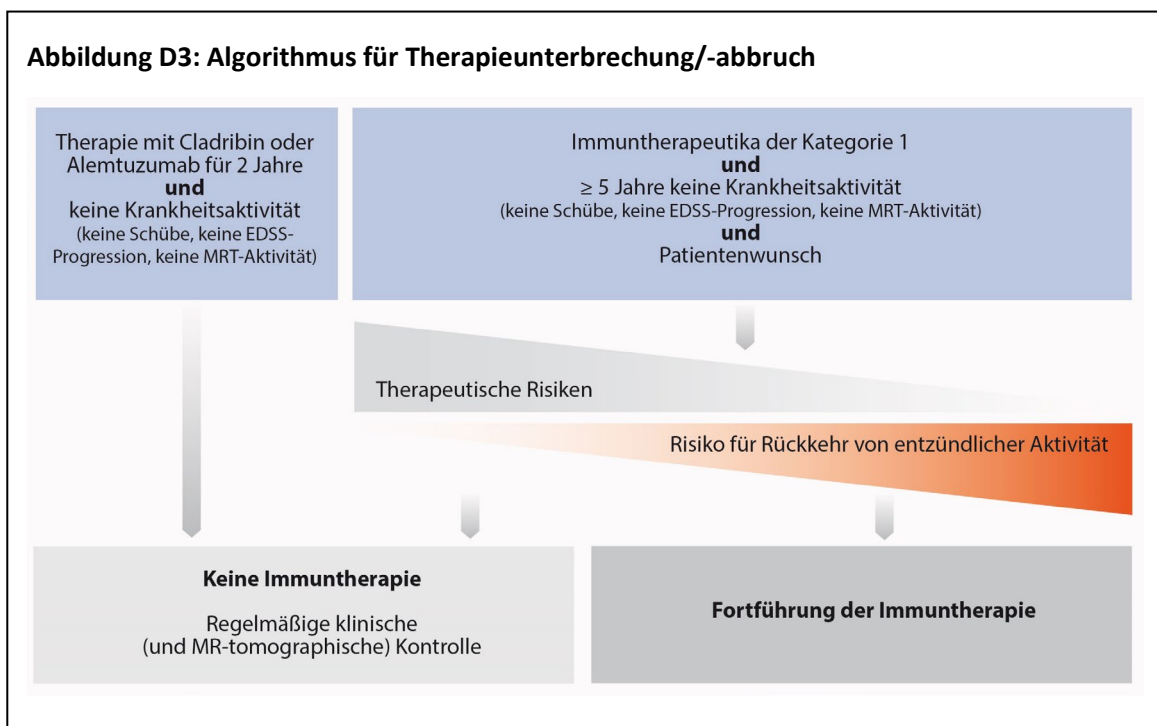 Abbildung D3: Algorithmus für Therapieunterbrechung/-abbruch
Therapie mit Cladribin oder
Alemtuzumab für 2 Jahre
und
keine Krankheitsaktivität
(keine Schübe, keine EDSS-
Progression, keine MRT-Aktivität)
Immuntherapeutika der Kategorie 1
und
≥ 5 Jahre keine Krankheitsaktivität
(keine Schübe, keine EDSS-Progression, keine MRT-Aktivität)
und
Patientenwunsch
Therapeutische Risiken
Risiko für Rückkehr von entzündlicher Aktivität
Keine Immuntherapie
Regelmäßige klinische
(und MR-tomographische) Kontrolle
Fortführung der Immuntherapie